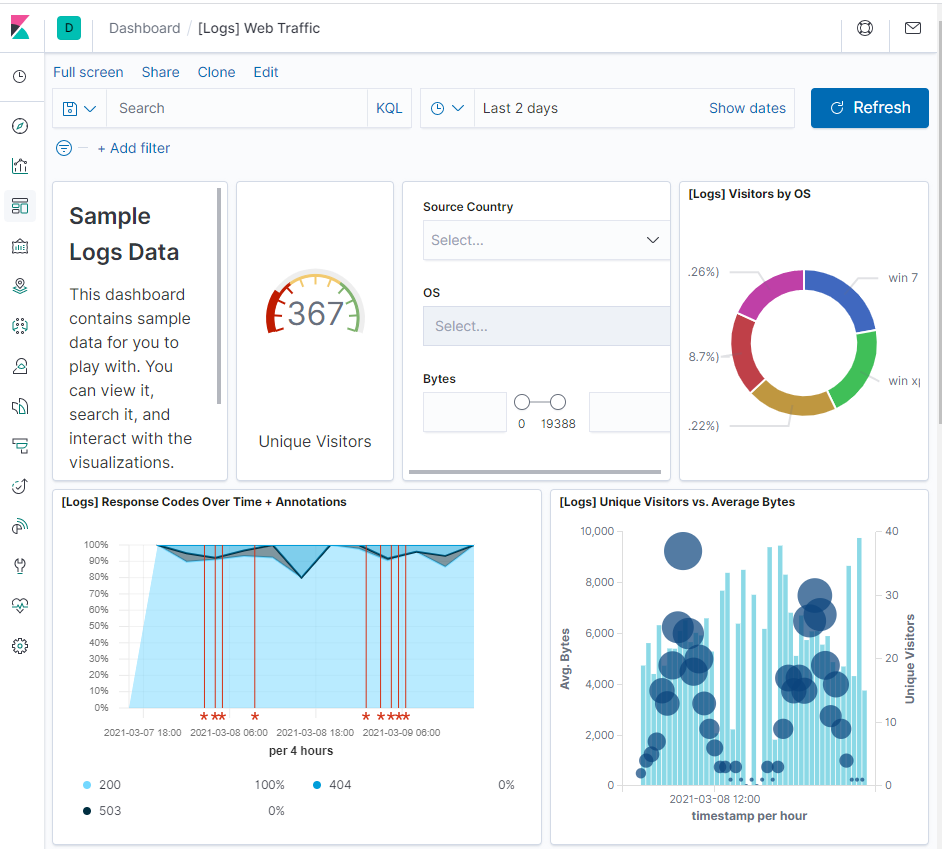 D
Dashboard / [Logs] Web Traffic
Full screen Share Clone Edit
Search KQL Last 2 days Show dates Refresh
+ Add filter
Sample
Logs Data
This dashboard
contains sample
data for you to
play with. You
can view it,
search it, and
interact with the
visualizations.
367
Unique Visitors
Source Country
Select...
OS
Select...
Bytes
0 19388
[Logs] Visitors by OS
.26%) win 7
8.7%) win xp
.22%)
[Logs] Response Codes Over Time + Annotations
100%
90%
80%
70%
60%
50%
40%
30%
20%
10%
0%
* *** * * * ****
2021-03-07 18:00 2021-03-08 06:00 2021-03-08 18:00 2021-03-09 06:00
per 4 hours
200 100% 404 0%
503 0%
[Logs] Unique Visitors vs. Average Bytes
10,000 40
8,000 30
6,000 20
4,000 10
2,000 0
0
Avg. Bytes
Unique Visitors
2021-03-08 12:00
timestamp per hour